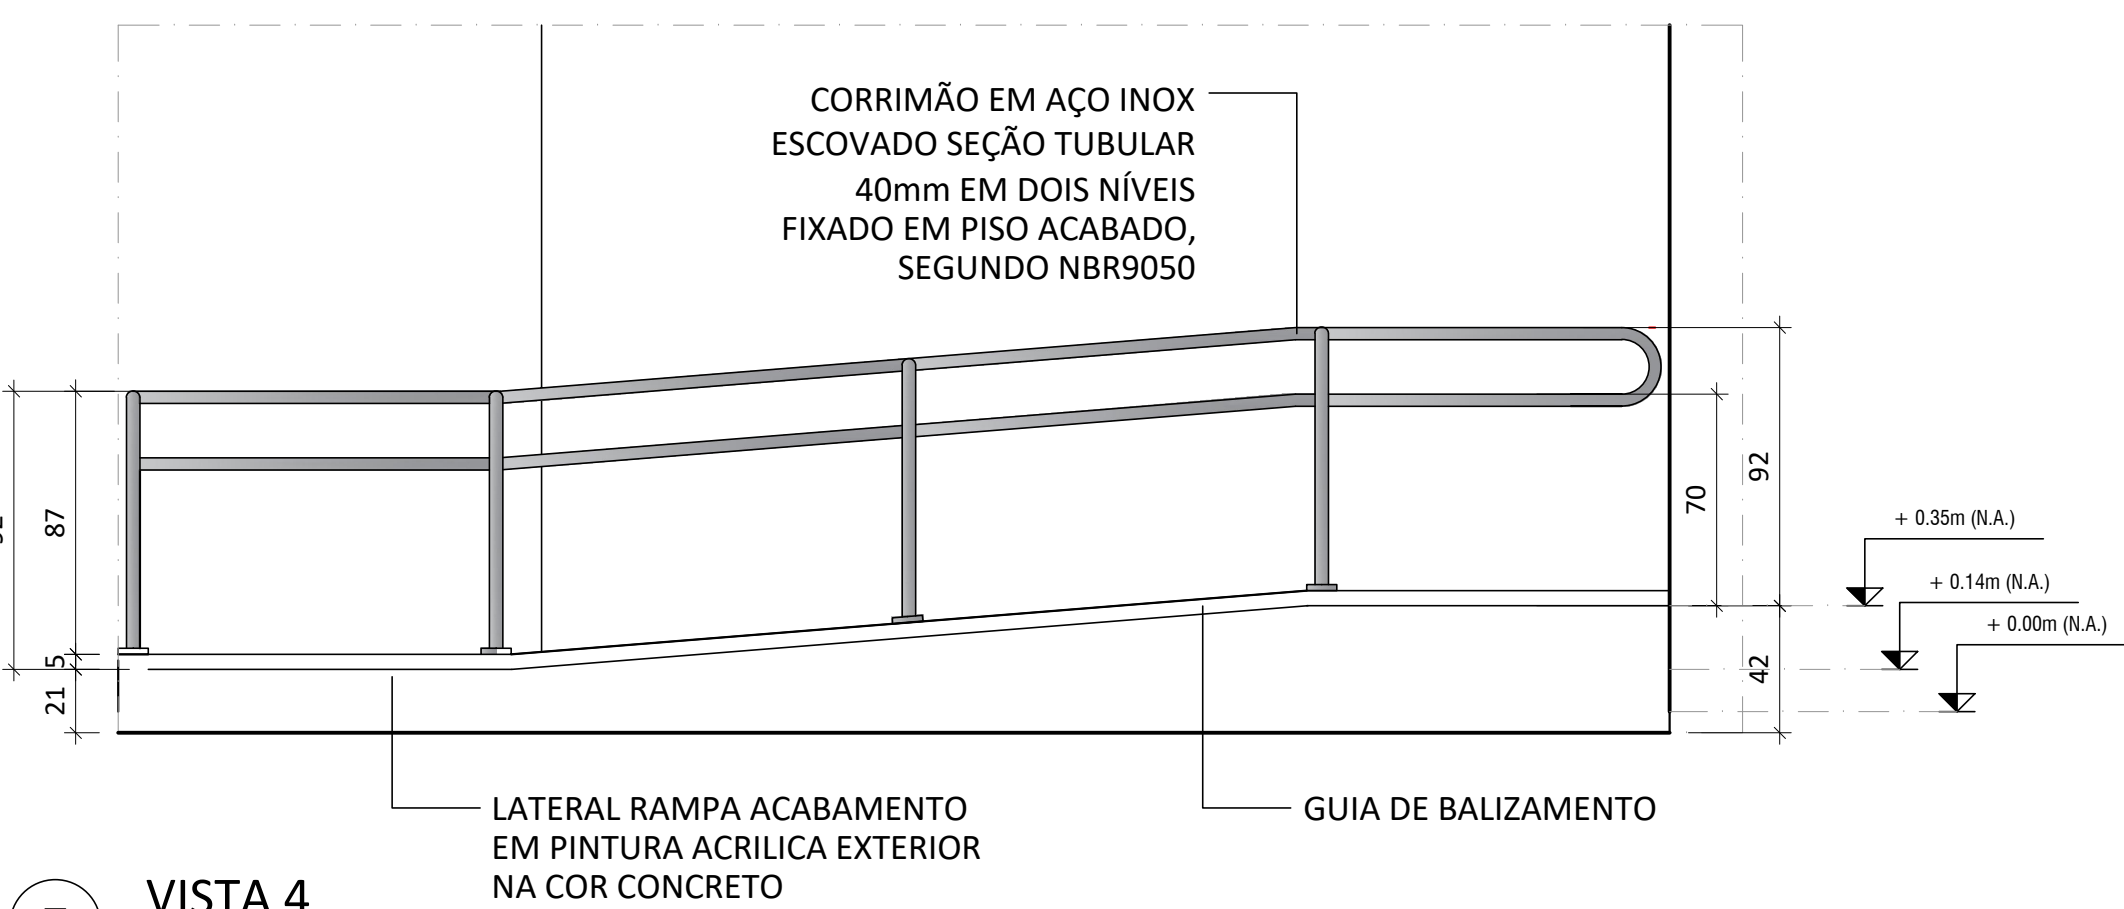 CORRIMÃO EM AÇO INOX
ESCOVADO SEÇÃO TUBULAR
40mm EM DOIS NÍVEIS
FIXADO EM PISO ACABADO,
SEGUNDO NBR9050
87
5
21
92
70
42
+ 0.35m (N.A.)
+ 0.14m (N.A.)
+ 0.00m (N.A.)
LATERAL RAMPA ACABAMENTO
EM PINTURA ACRILICA EXTERIOR
NA COR CONCRETO
GUIA DE BALIZAMENTO
VISTA 4